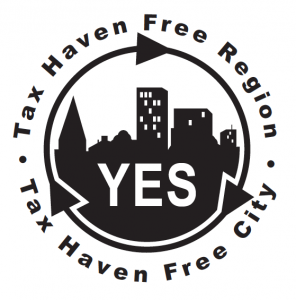 • Tax Haven Free Region •
YES
Tax Haven Free City